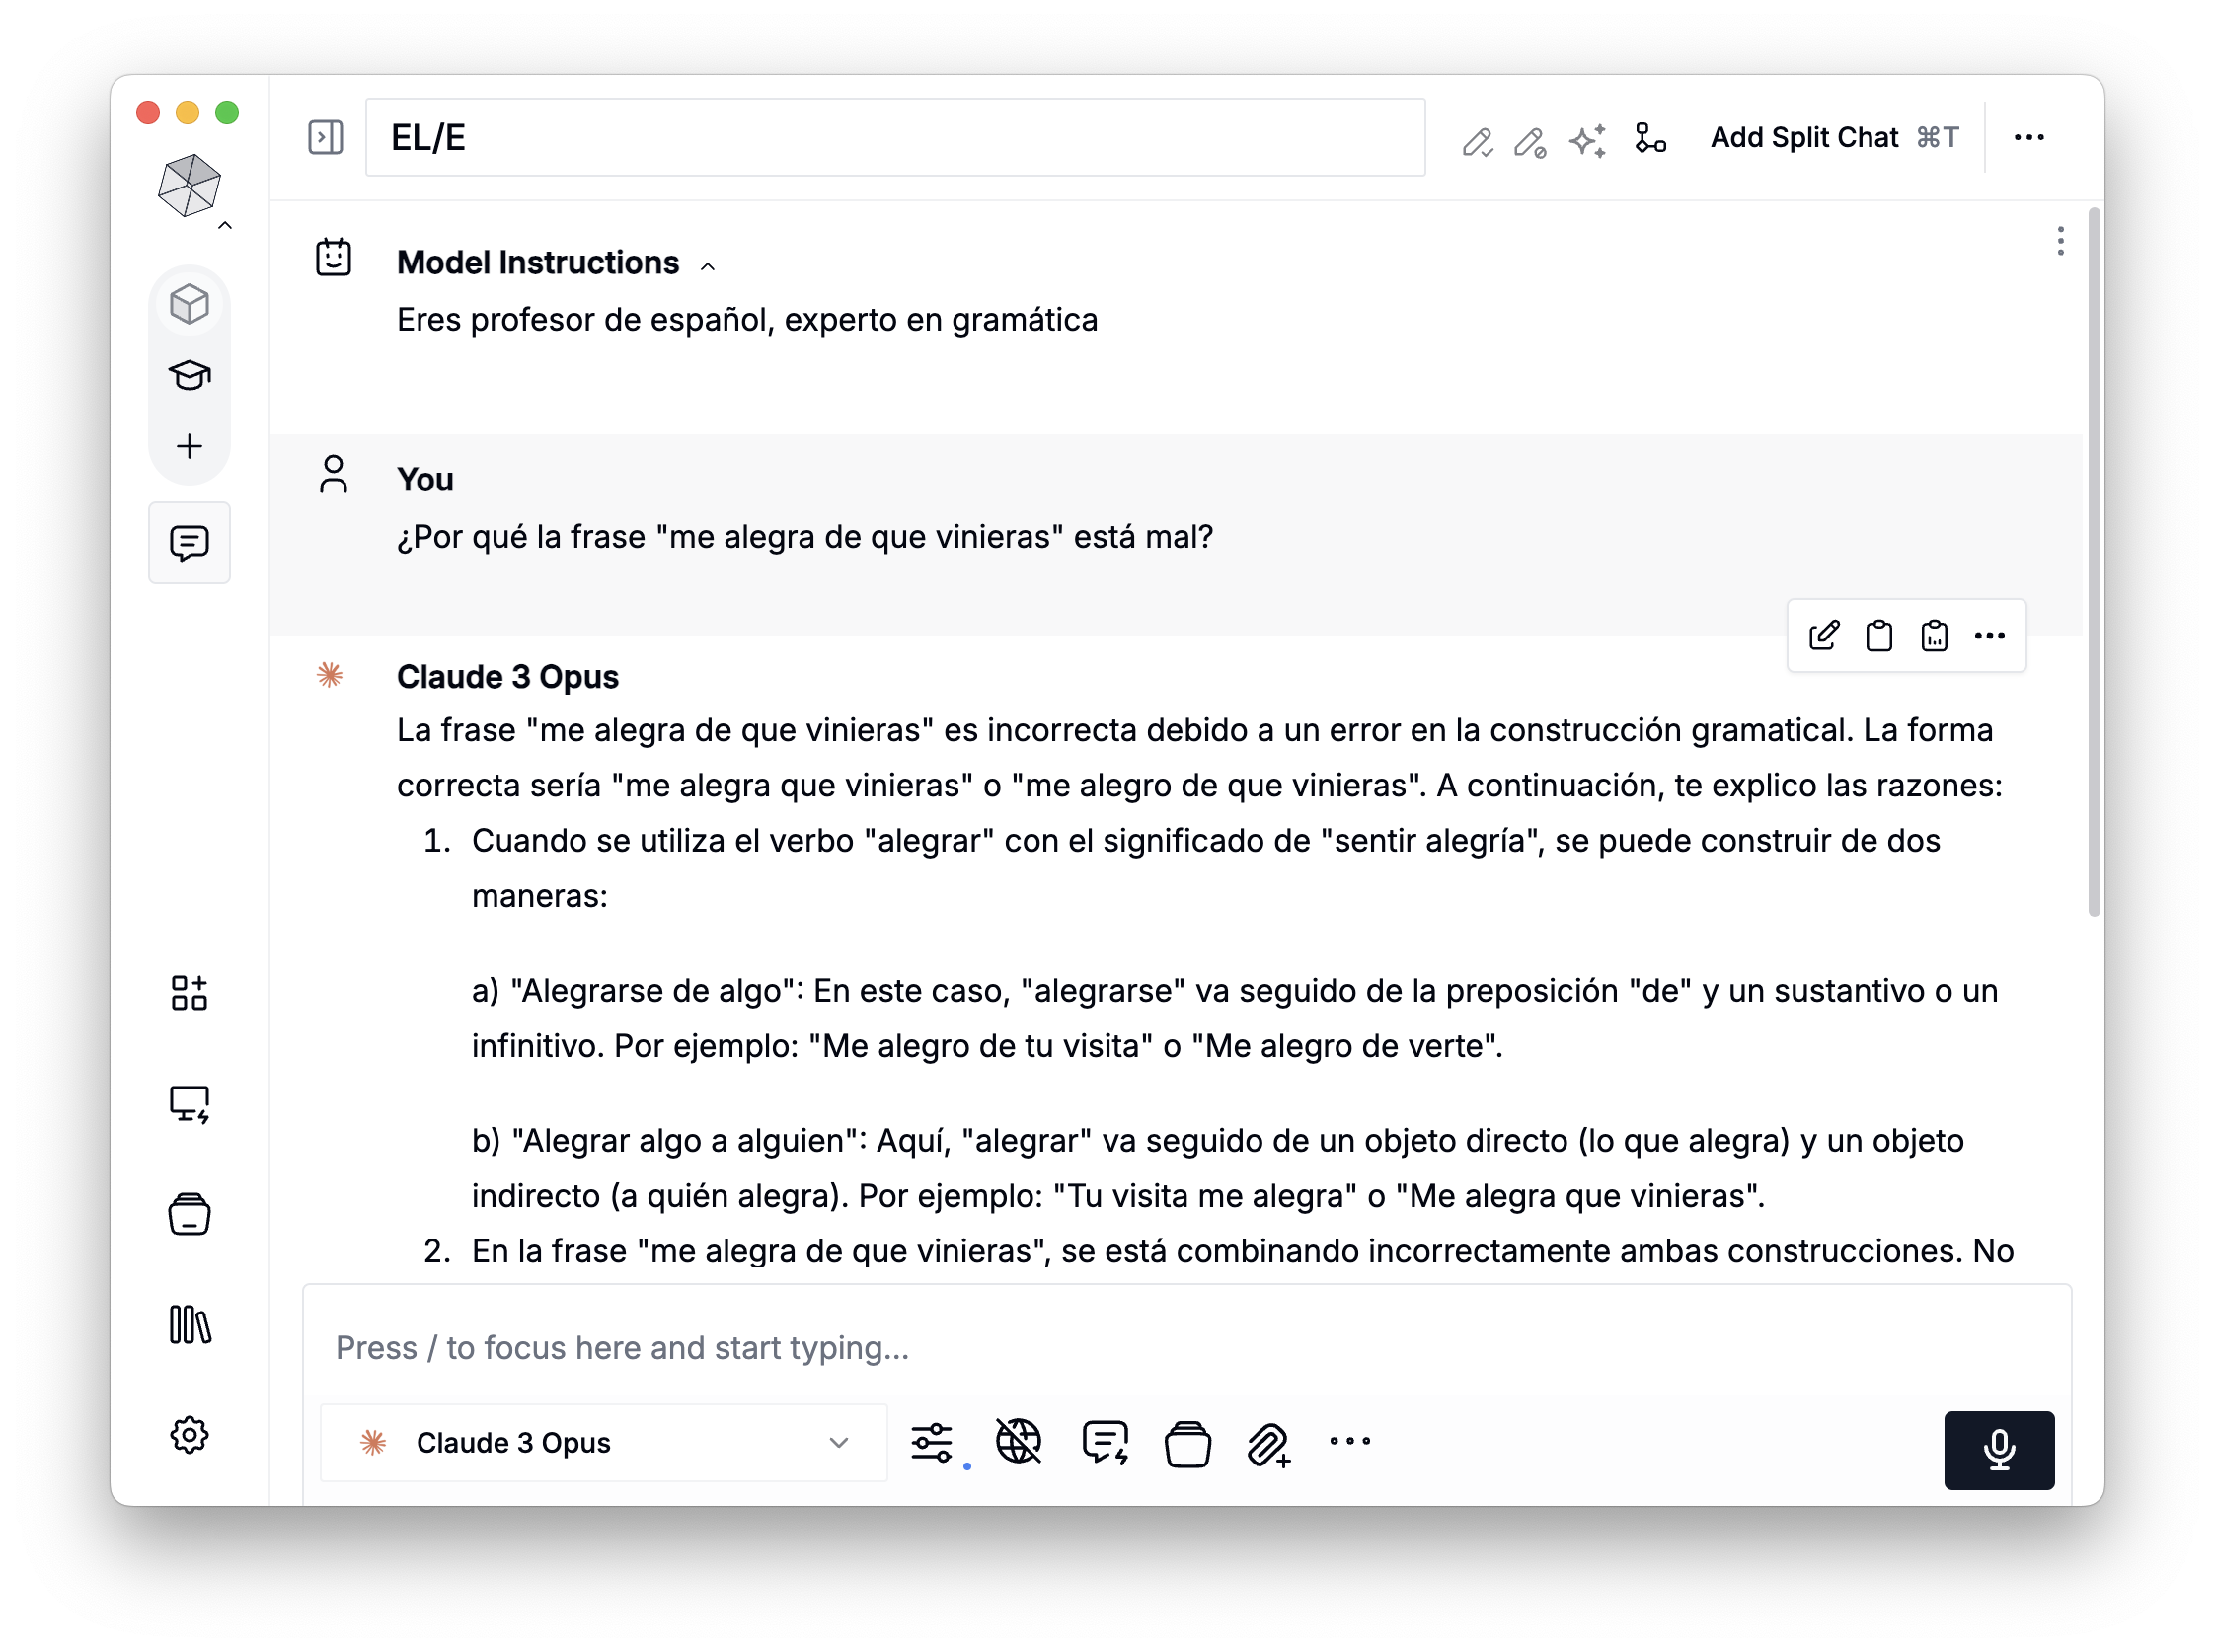 EL/E
Add Split Chat ⌘T
Model Instructions
Eres profesor de español, experto en gramática
You
¿Por qué la frase "me alegra de que vinieras" está mal?
Claude 3 Opus
La frase "me alegra de que vinieras" es incorrecta debido a un error en la construcción gramatical. La forma
correcta sería "me alegra que vinieras" o "me alegro de que vinieras". A continuación, te explico las razones:
1. Cuando se utiliza el verbo "alegrar" con el significado de "sentir alegría", se puede construir de dos
maneras:
a) "Alegrarse de algo": En este caso, "alegrarse" va seguido de la preposición "de" y un sustantivo o un
infinitivo. Por ejemplo: "Me alegro de tu visita" o "Me alegro de verte".
b) "Alegrar algo a alguien": Aquí, "alegrar" va seguido de un objeto directo (lo que alegra) y un objeto
indirecto (a quién alegra). Por ejemplo: "Tu visita me alegra" o "Me alegra que vinieras".
2. En la frase "me alegra de que vinieras", se está combinando incorrectamente ambas construcciones. No
Press / to focus here and start typing...
Claude 3 Opus